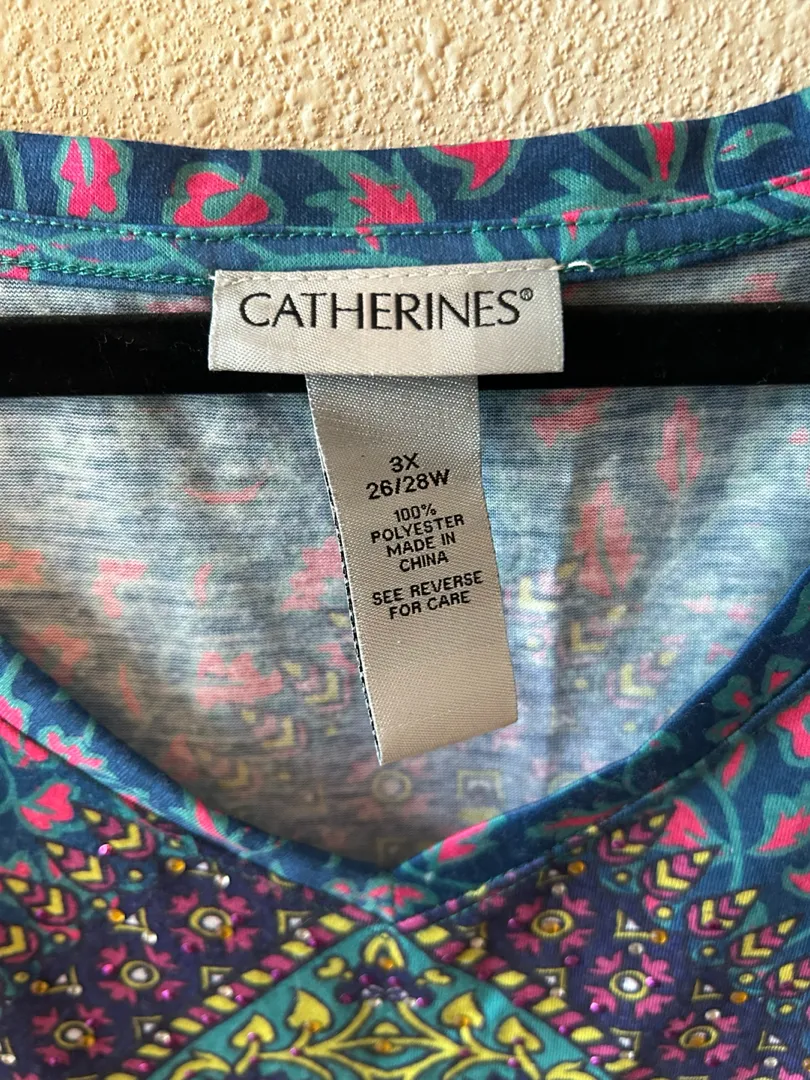 CATHERINES®
3X
26/28W
100%
POLYESTER
MADE IN
CHINA
SEE REVERSE
FOR CARE